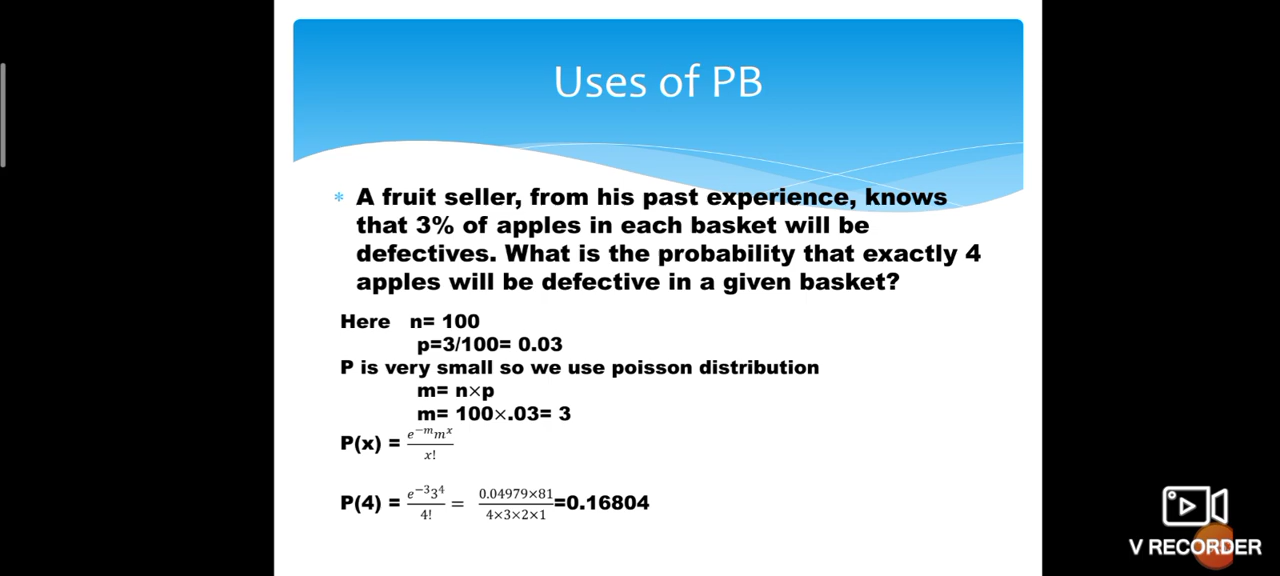 Uses of PB
* A fruit seller, from his past experience, knows
that 3% of apples in each basket will be
defectives. What is the probability that exactly 4
apples will be defective in a given basket?
Here n= 100
p=3/100= 0.03
P is very small so we use poisson distribution
m= n×p
m= 100×.03= 3
P(x) = \frac{e^{-m}m^{x}}{x!}
P(4) = \frac{e^{-3}3^{4}}{4!} = \frac{0.04979×81}{4×3×2×1}=0.16804
V RECORDER